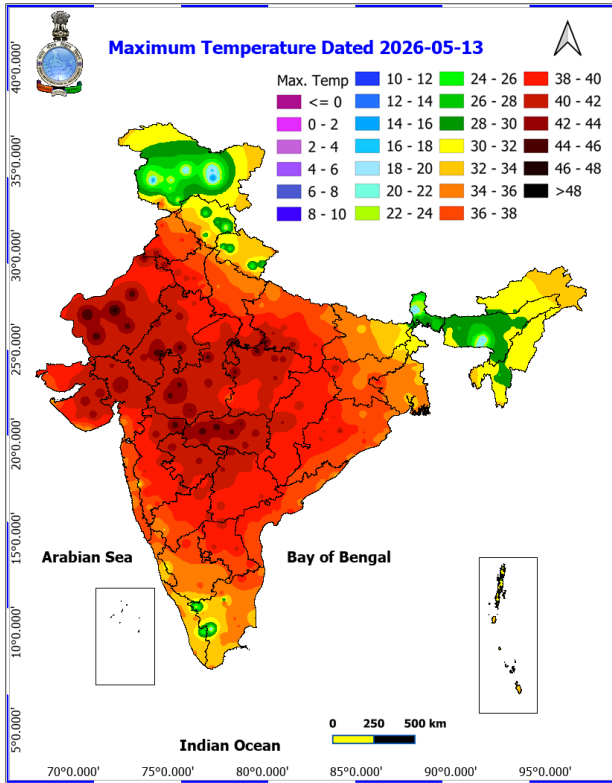 Maximum Temperature Dated 2026-05-13
Max. Temp
<= 0
0 - 2
2 - 4
4 - 6
6 - 8
8 - 10
10 - 12
12 - 14
14 - 16
16 - 18
18 - 20
20 - 22
22 - 24
24 - 26
26 - 28
28 - 30
30 - 32
32 - 34
34 - 36
36 - 38
38 - 40
40 - 42
42 - 44
44 - 46
46 - 48
>48
40°0.000'
35°0.000'
30°0.000'
25°0.000'
20°0.000'
15°0.000'
10°0.000'
5°0.000'
Arabian Sea
Bay of Bengal
Indian Ocean
0 250 500 km
70°0.000' 75°0.000' 80°0.000' 85°0.000' 90°0.000' 95°0.000'